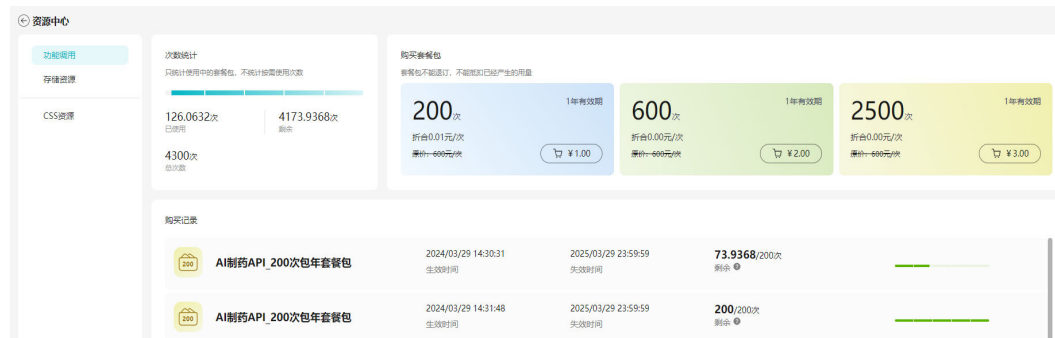 资源中心
功能调用
存储资源
CSS资源
次数统计
只统计使用中的套餐包，不统计按需使用次数
126.0632次
已使用
4173.9368次
剩余
4300次
总次数
购买套餐包
套餐包不能退订，不能抵扣已经产生的用量
200次
1年有效期
折合0.01元/次
原价：600元/次
¥1.00
600次
1年有效期
折合0.00元/次
原价：600元/次
¥2.00
2500次
1年有效期
折合0.00元/次
原价：600元/次
¥3.00
购买记录
200
AI制药API_200次包年套餐包
2024/03/29 14:30:31
生效时间
2025/03/29 23:59:59
失效时间
73.9368/200次
剩余
200
AI制药API_200次包年套餐包
2024/03/29 14:31:48
生效时间
2025/03/29 23:59:59
失效时间
200/200次
剩余